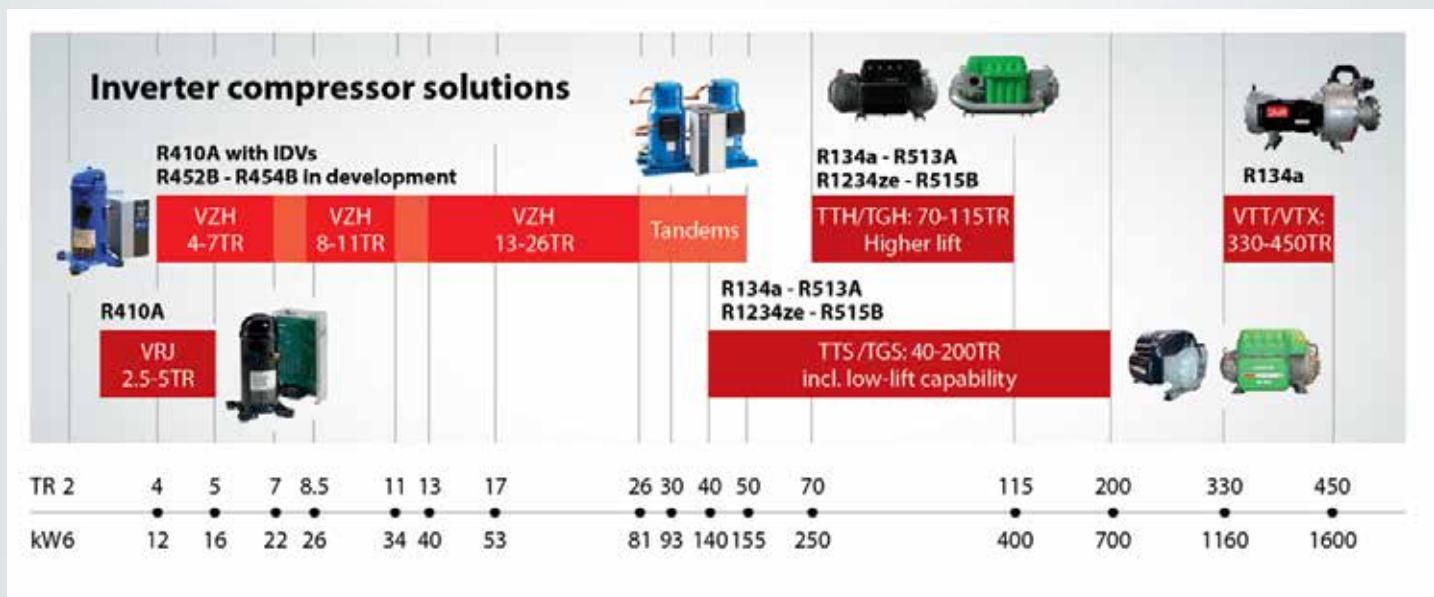 Inverter compressor solutions
R410A with IDVs
R452B - R454B in development
VZH
4-7TR
VZH
8-11TR
VZH
13-26TR
Tandems
R134a - R513A
R1234ze - R515B
TTH/TGH: 70-115TR
Higher lift
R134a
VTT/VTX:
330-450TR
R410A
VRJ
2.5-5TR
R134a - R513A
R1234ze - R515B
TTS/TGS: 40-200TR
incl. low-lift capability
TR 2 4 5 7 8.5 11 13 17 26 30 40 50 70 115 200 330 450
kW6 12 16 22 26 34 40 53 81 93 140 155 250 400 700 1160 1600